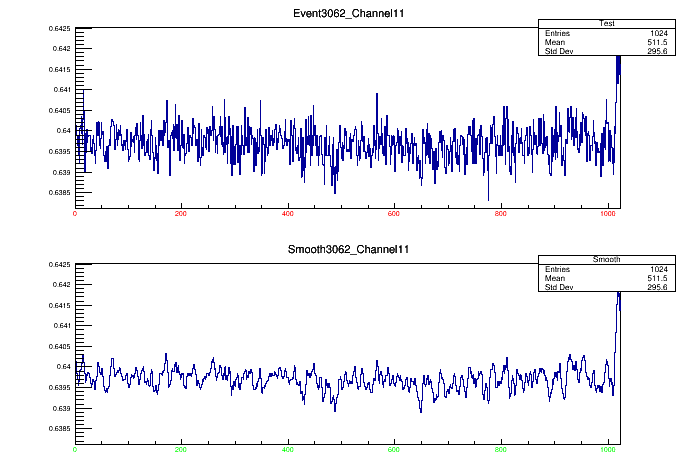 Event3062_Channel11
Test
Entries 1024
Mean 511.5
Std Dev 295.6
0.6425
0.642
0.6415
0.641
0.6405
0.64
0.6395
0.639
0.6385
0 200 400 600 800 1000
Smooth3062_Channel11
Smooth
Entries 1024
Mean 511.5
Std Dev 295.6
0.6425
0.642
0.6415
0.641
0.6405
0.64
0.6395
0.639
0.6385
0 200 400 600 800 1000